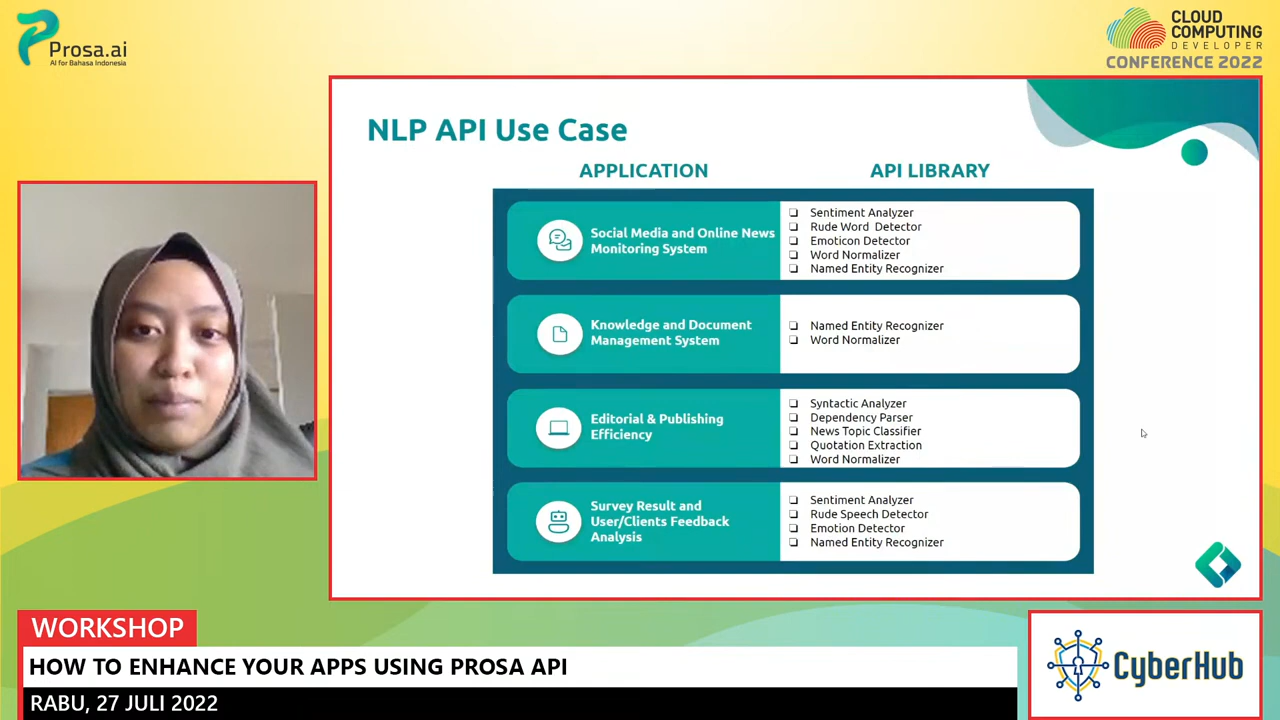 Prosa.ai
AI for Bahasa Indonesia
CLOUD
COMPUTING
DEVELOPER
CONFERENCE 2022
NLP API Use Case
APPLICATION
API LIBRARY
Social Media and Online News
Monitoring System
Sentiment Analyzer
Rude Word Detector
Emoticon Detector
Word Normalizer
Named Entity Recognizer
Knowledge and Document
Management System
Named Entity Recognizer
Word Normalizer
Editorial & Publishing
Efficiency
Syntactic Analyzer
Dependency Parser
News Topic Classifier
Quotation Extraction
Word Normalizer
Survey Result and
User/Clients Feedback
Analysis
Sentiment Analyzer
Rude Speech Detector
Emotion Detector
Named Entity Recognizer
WORKSHOP
HOW TO ENHANCE YOUR APPS USING PROSA API
RABU, 27 JULI 2022
CyberHub